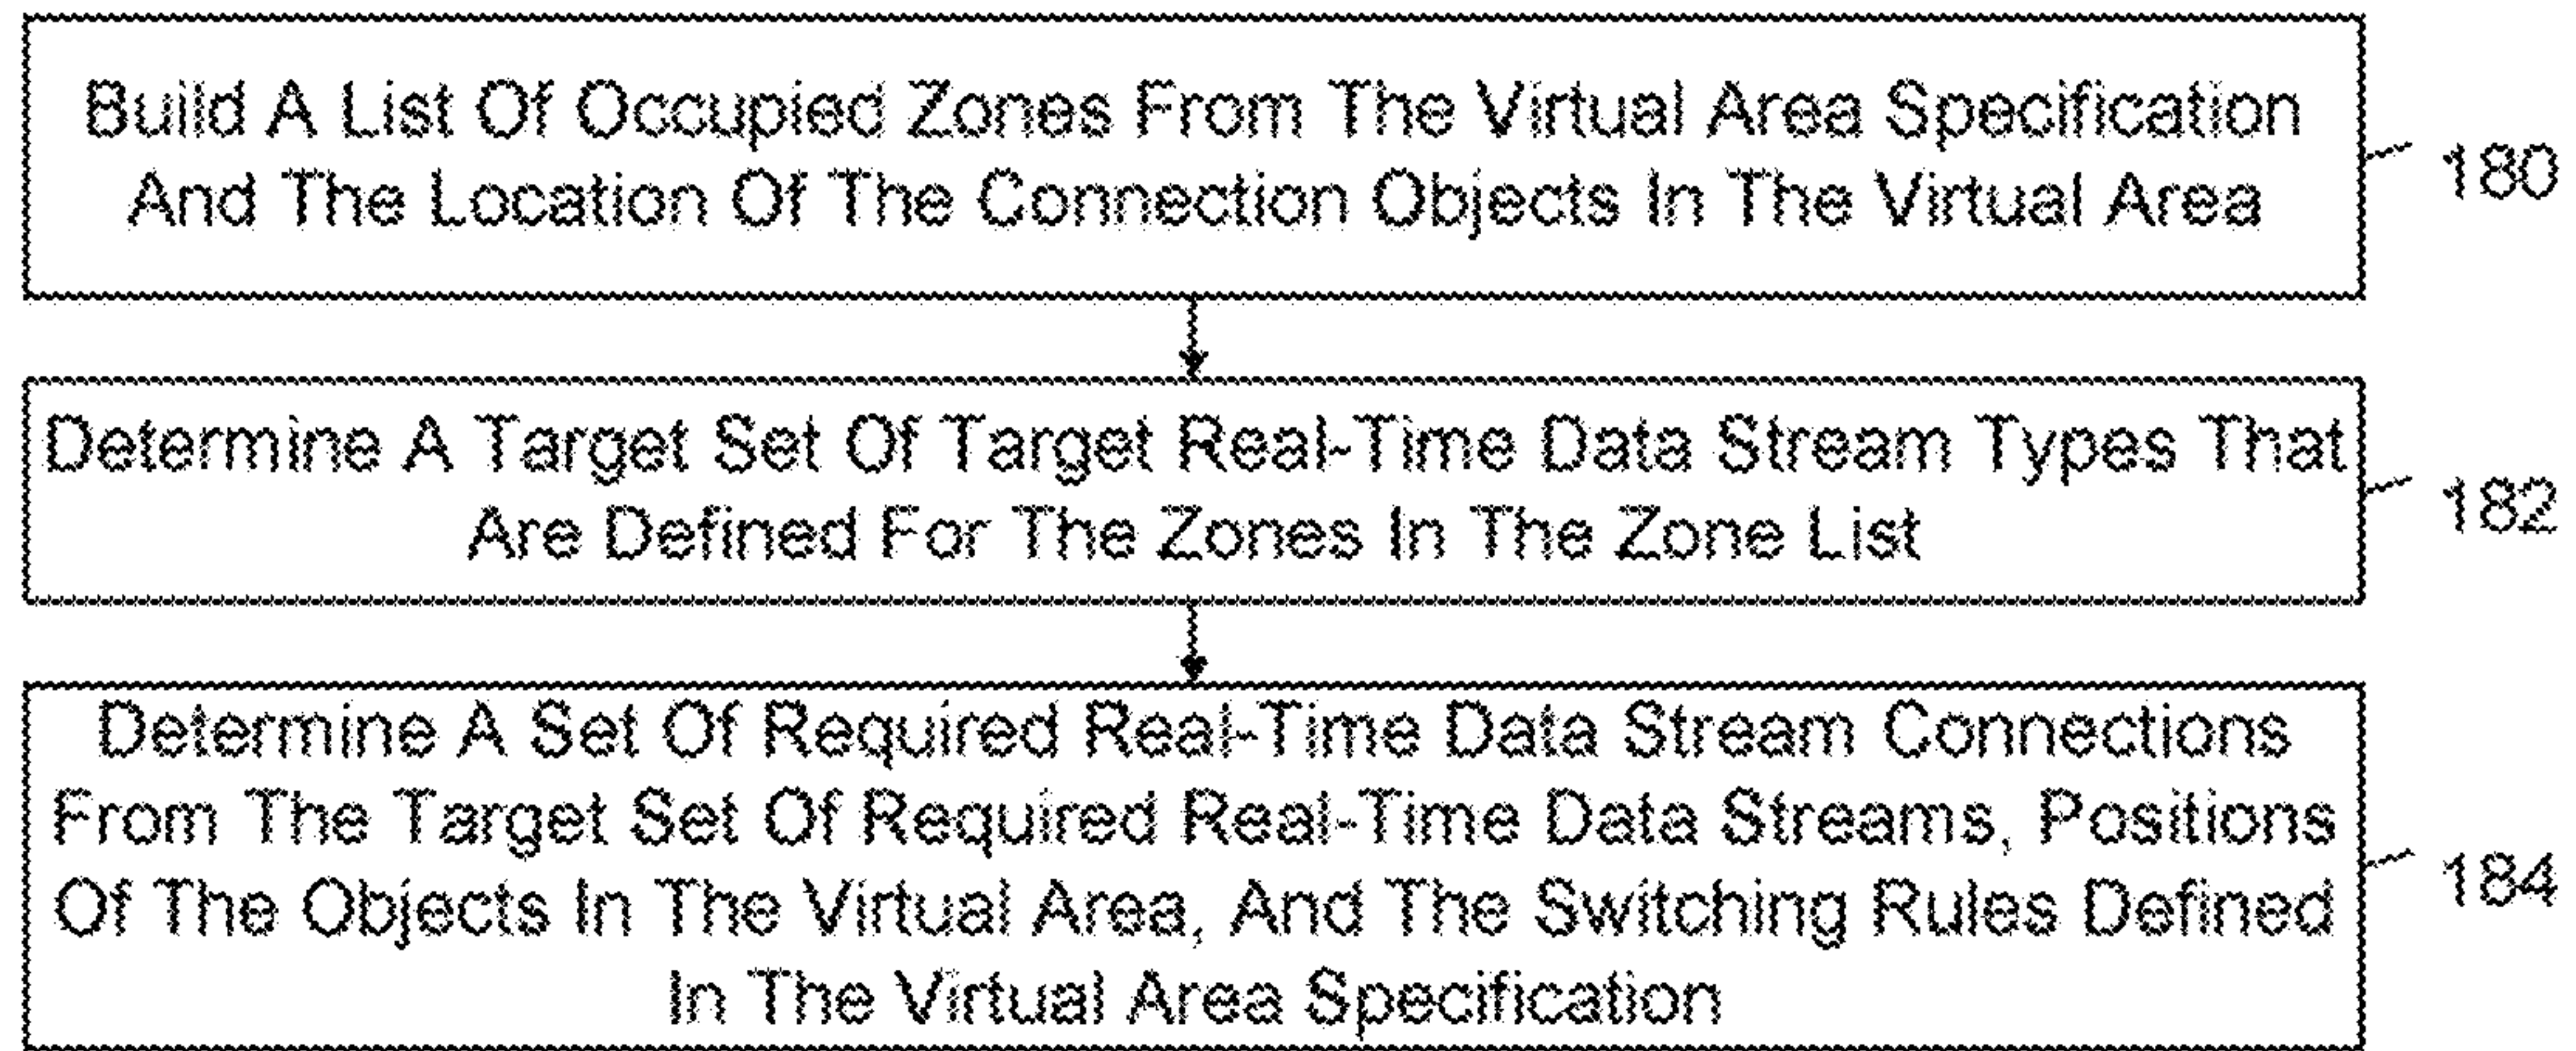 Build A List Of Occupied Zones From The Virtual Area Specification
And The Location Of The Connection Objects In The Virtual Area
180
Determine A Target Set Of Target Real-Time Data Stream Types That
Are Defined For The Zones In The Zone List
182
Determine A Set Of Required Real-Time Data Stream Connections
From The Target Set Of Required Real-Time Data Streams, Positions
Of The Objects In The Virtual Area, And The Switching Rules Defined
In The Virtual Area Specification
184